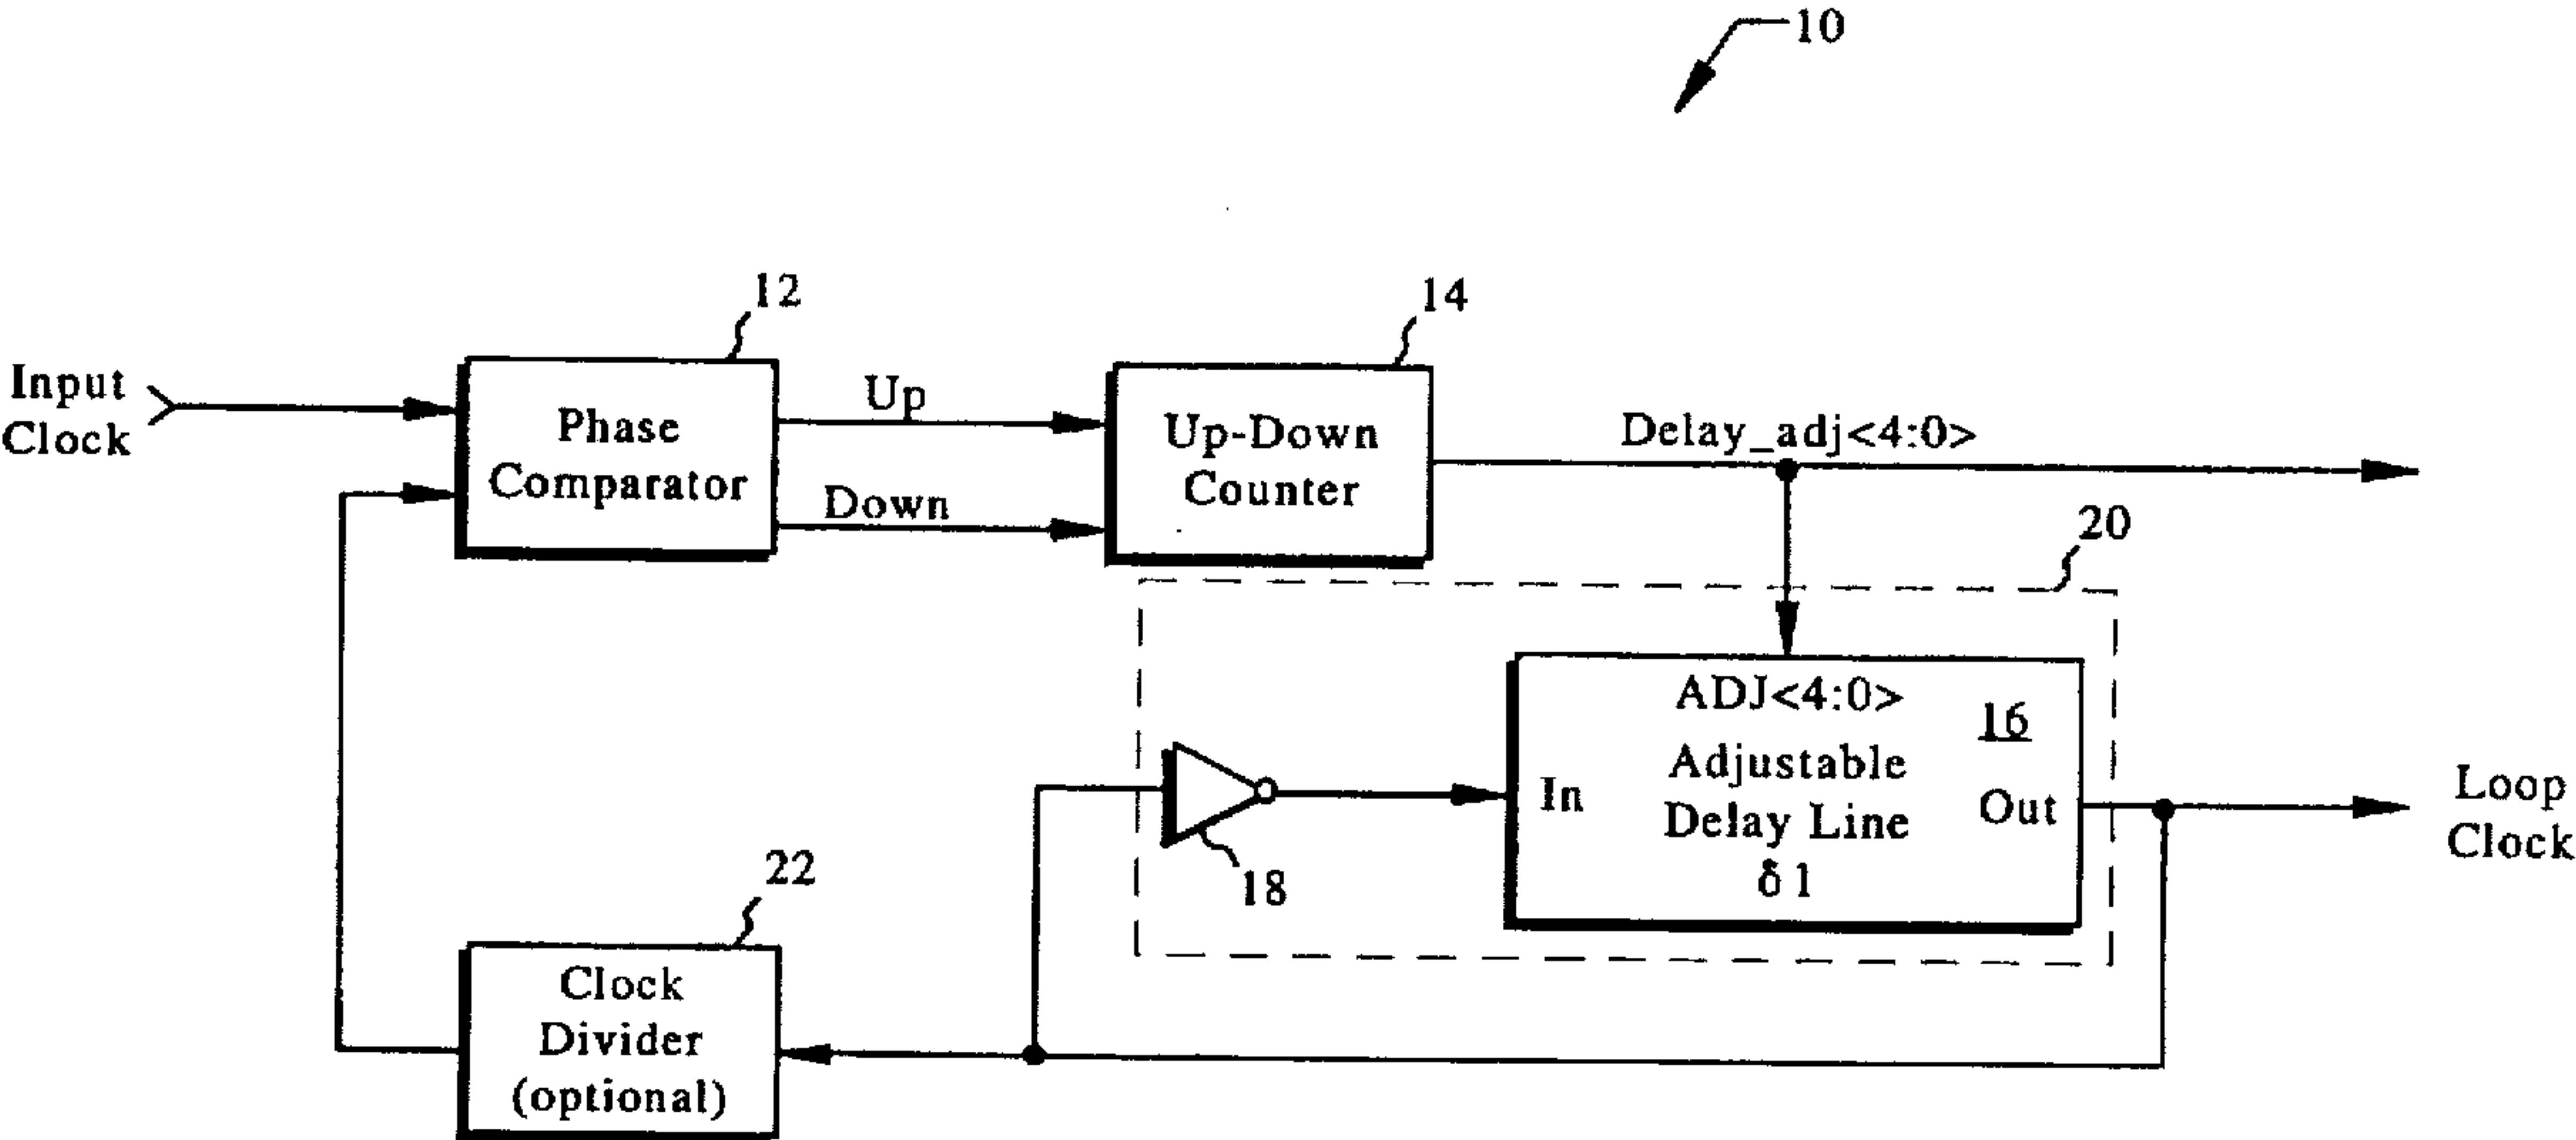 10
12
14
Input
Clock
Phase
Comparator
Up
Down
Up-Down
Counter
Delay_adj<4:0>
20
ADJ<4:0>
16
Adjustable
Delay Line
δ1
In
Out
18
Loop
Clock
22
Clock
Divider
(optional)